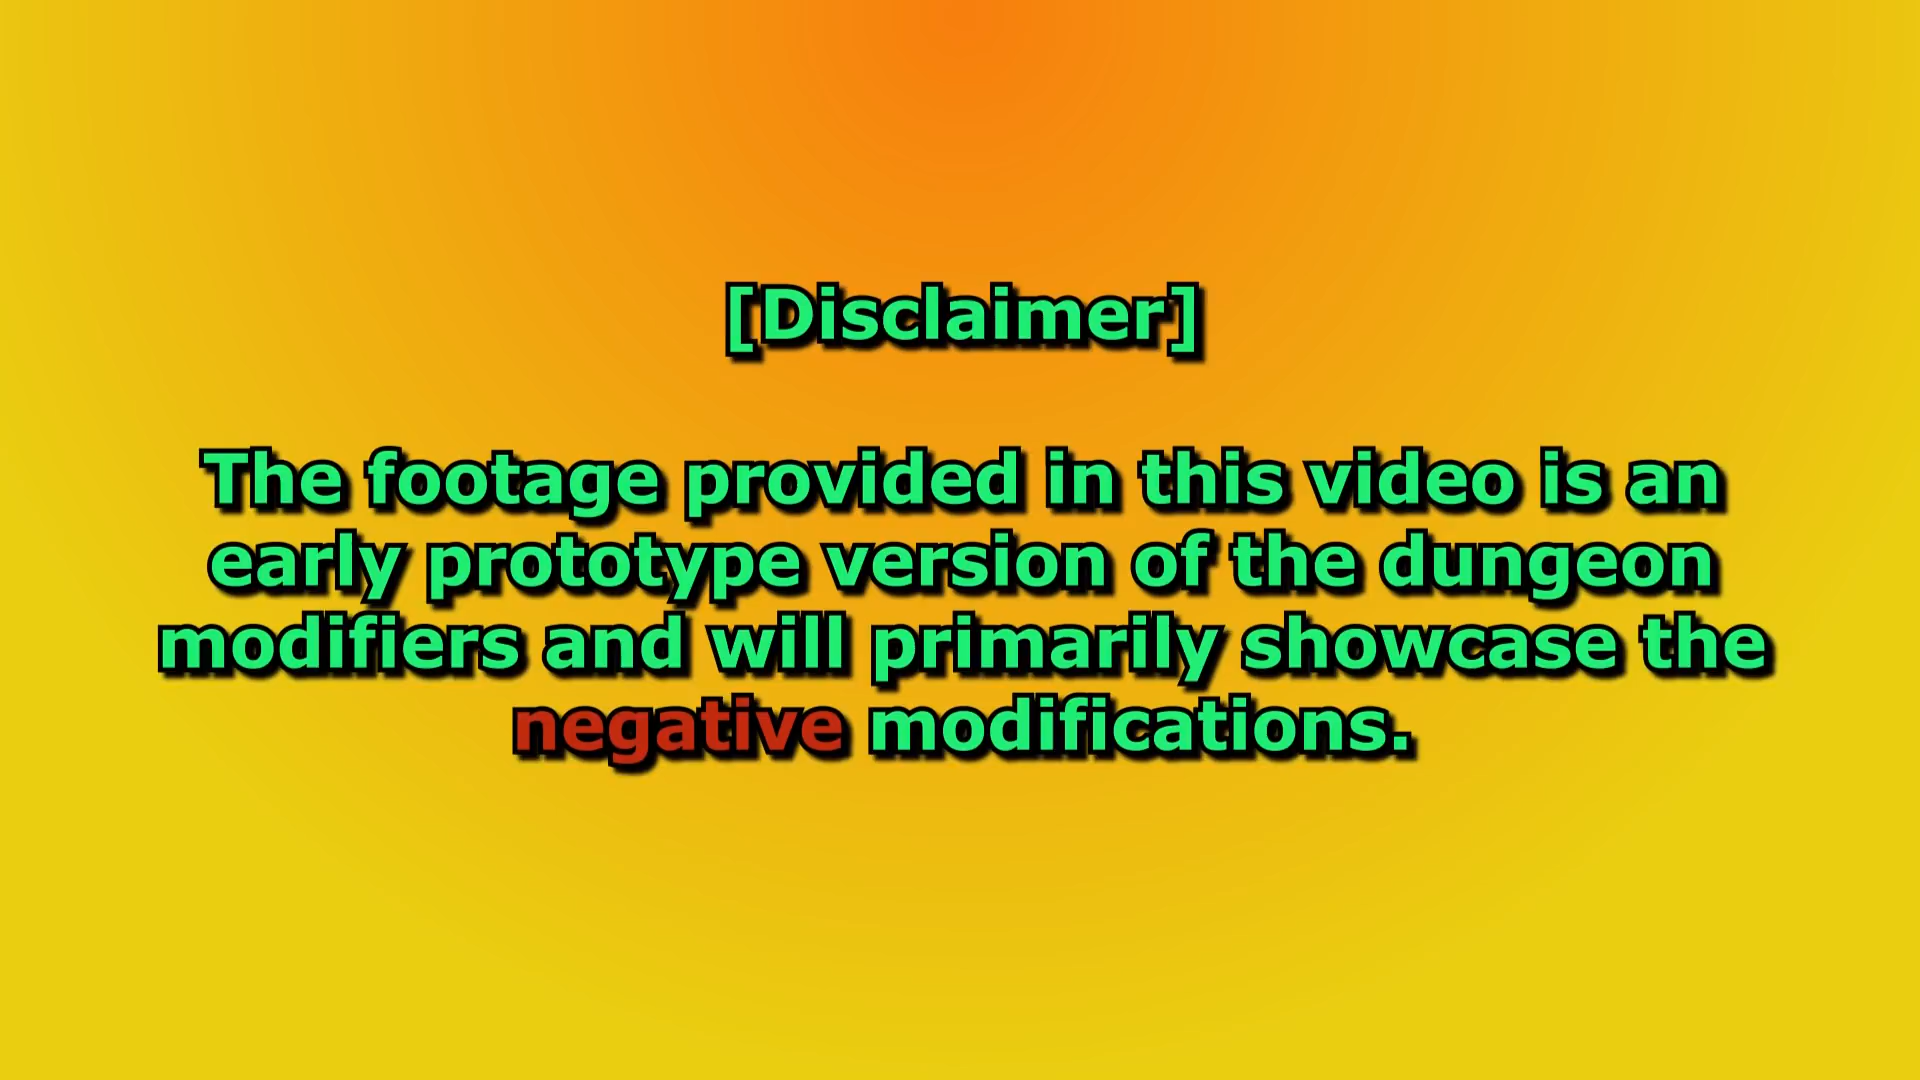 [Disclaimer]
The footage provided in this video is an
early prototype version of the dungeon
modifiers and will primarily showcase the
negative modifications.